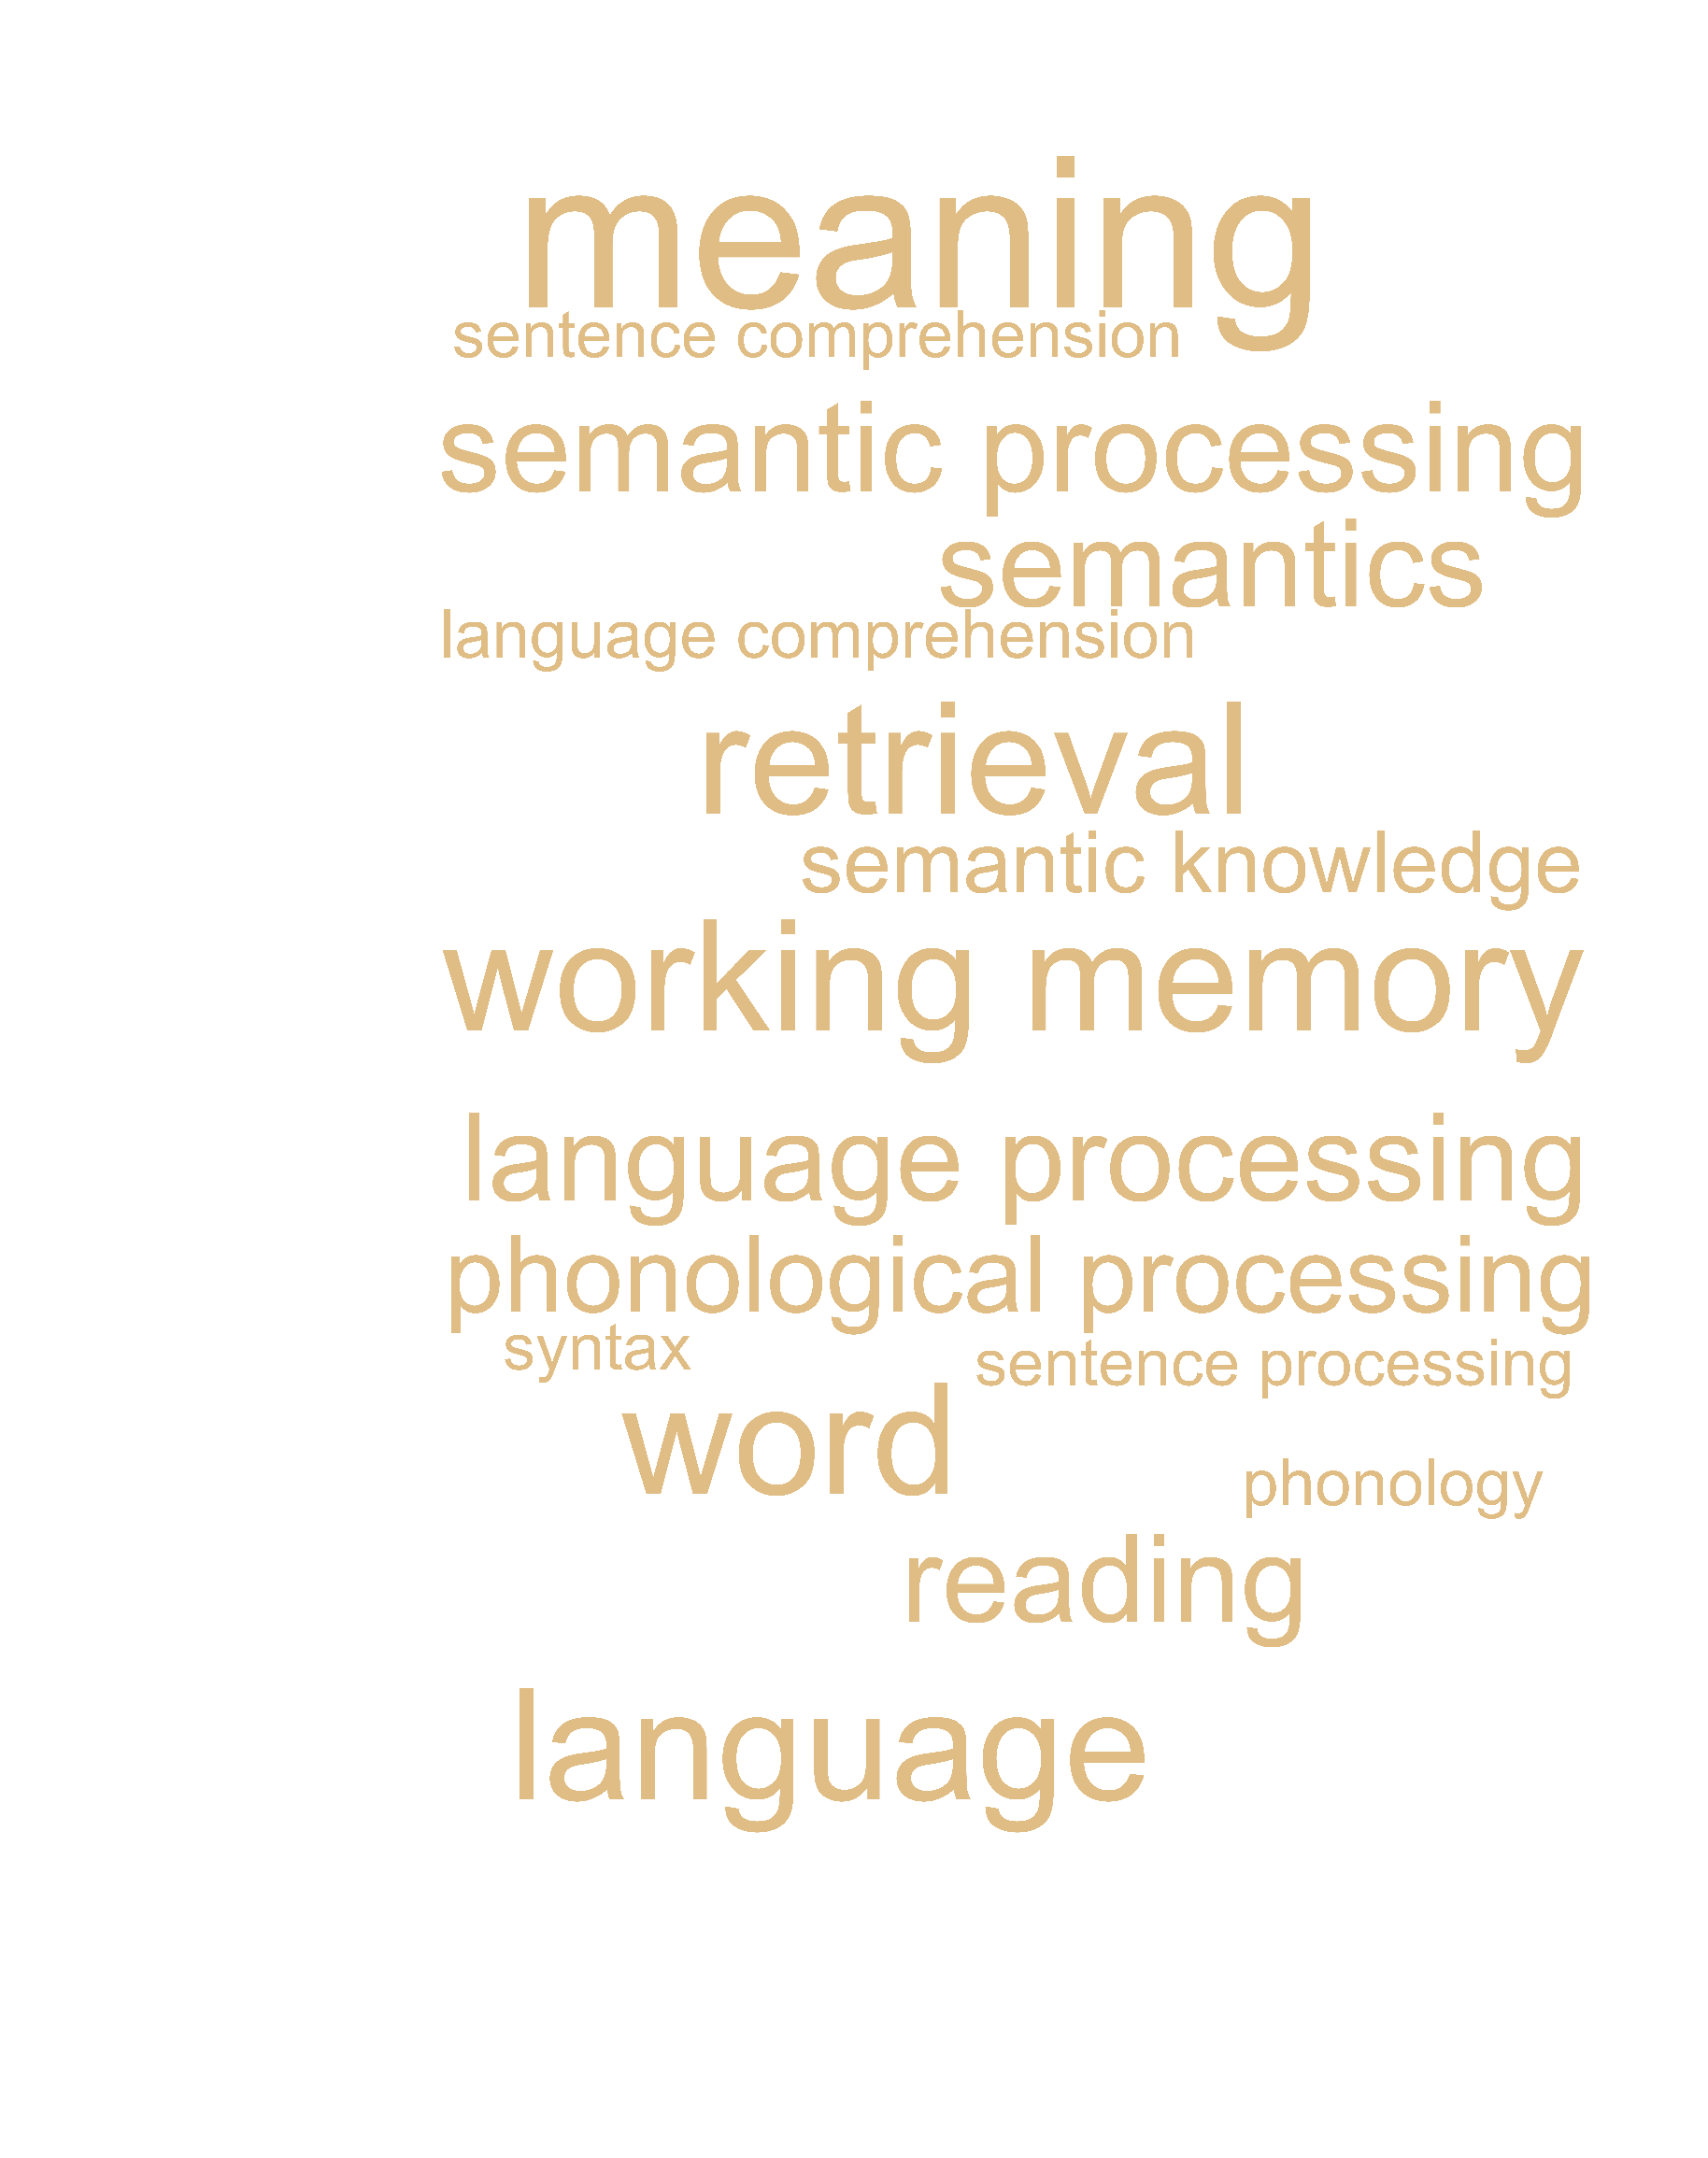 meaning
sentence comprehension
semantic processing
semantics
language comprehension
retrieval
semantic knowledge
working memory
language processing
phonological processing
syntax
sentence processing
word
phonology
reading
language